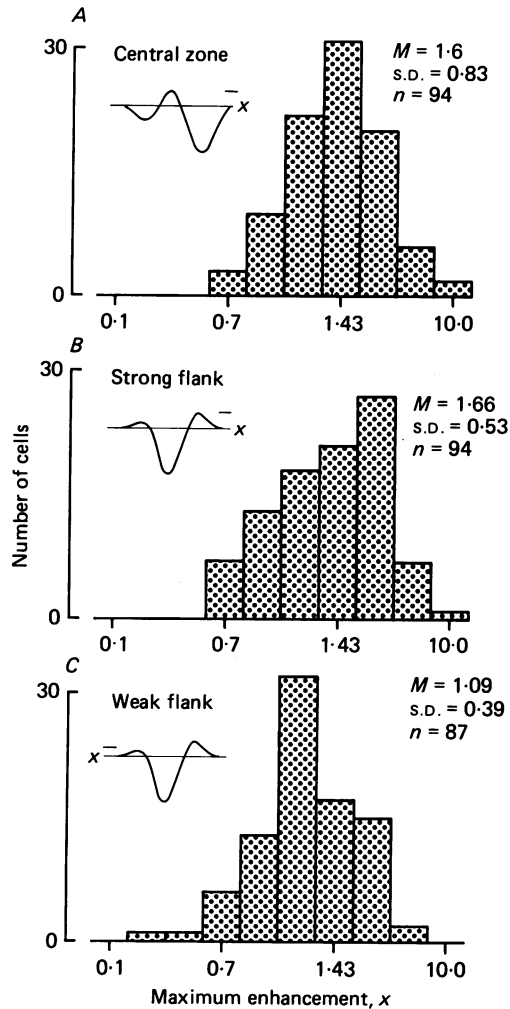 A
30
Central zone
x
M = 1·6
S.D. = 0·83
n = 94
0
0·1 0·7 1·43 10·0
B
30
Strong flank
x
M = 1·66
S.D. = 0·53
n = 94
Number of cells
0
0·1 0·7 1·43 10·0
C
30
Weak flank
x
M = 1·09
S.D. = 0·39
n = 87
0
0·1 0·7 1·43 10·0
Maximum enhancement, x